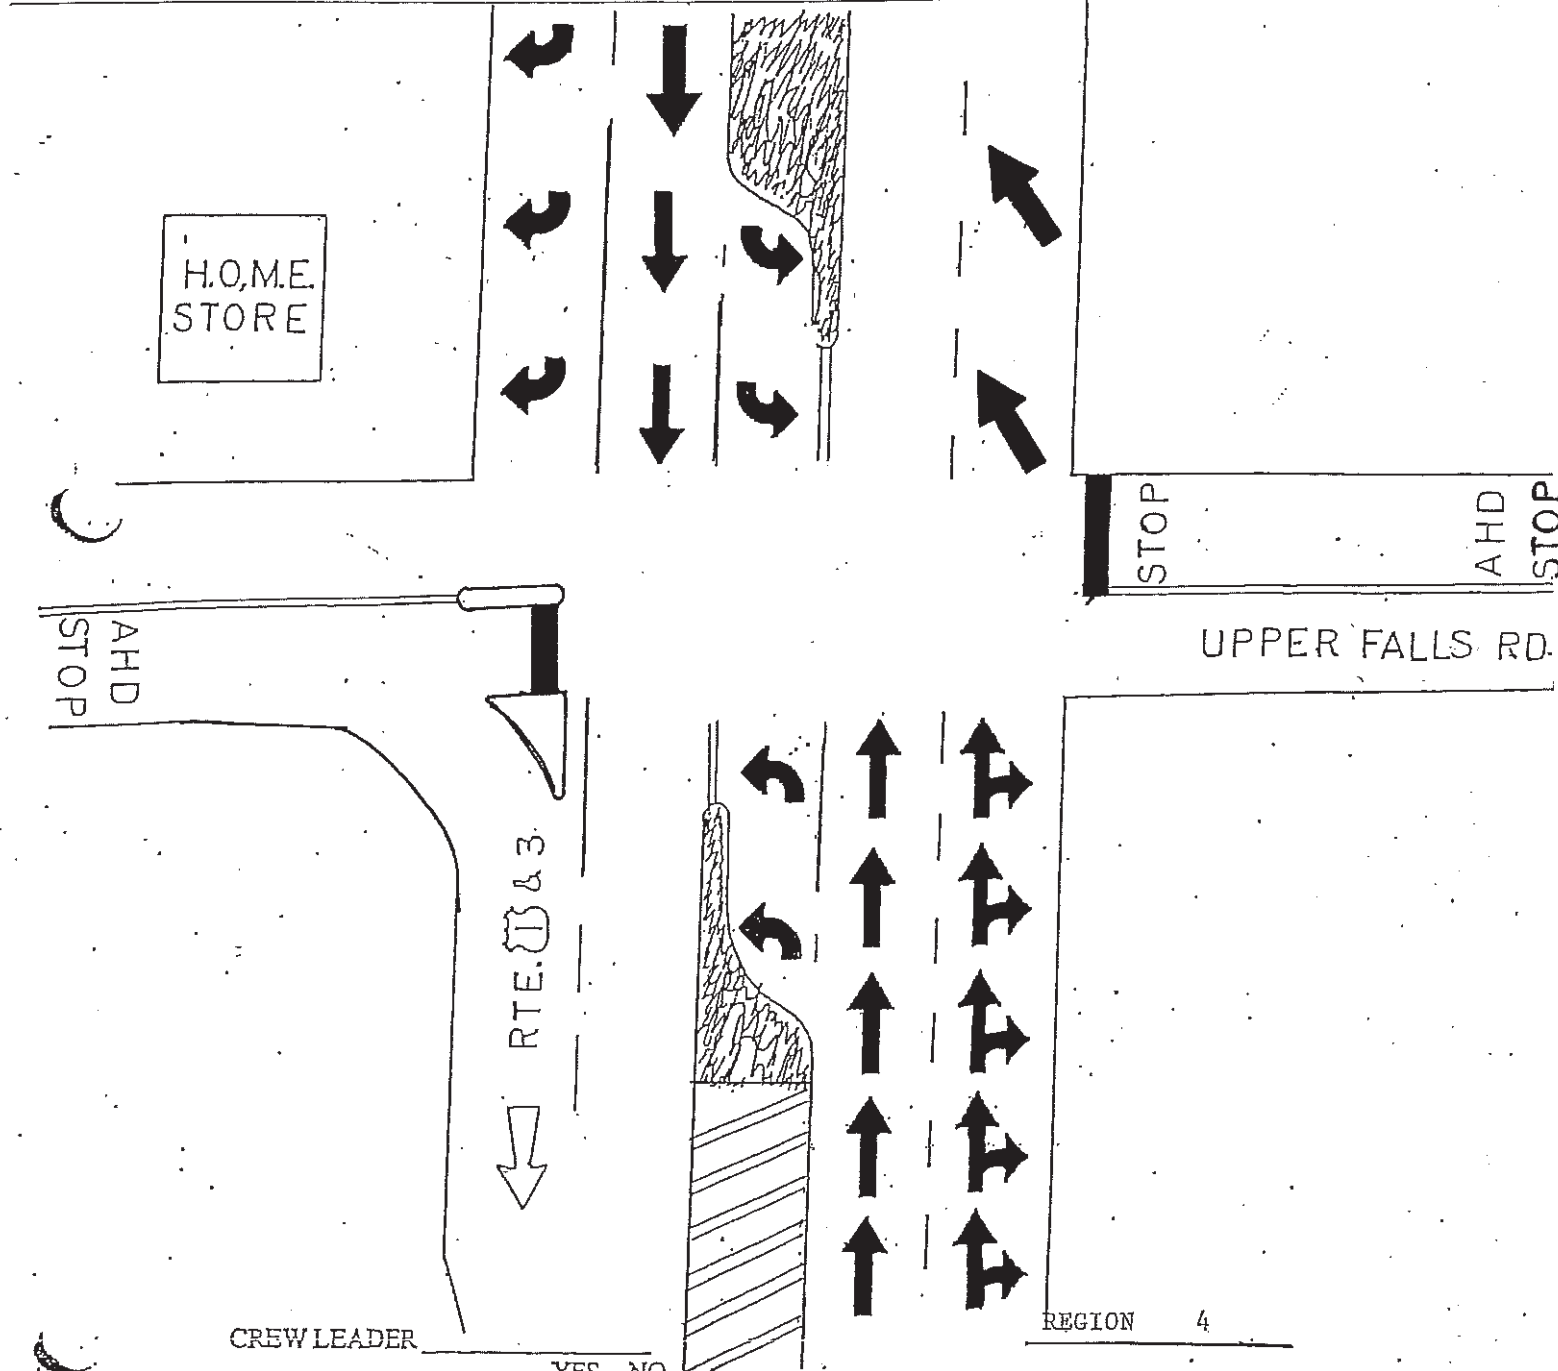 H.O,M.E.
STORE
STOP
AHD
STOP
AHD
STOP
UPPER FALLS RD.
RTE. 1 & 3
CREW LEADER
REGION 4
YES NO